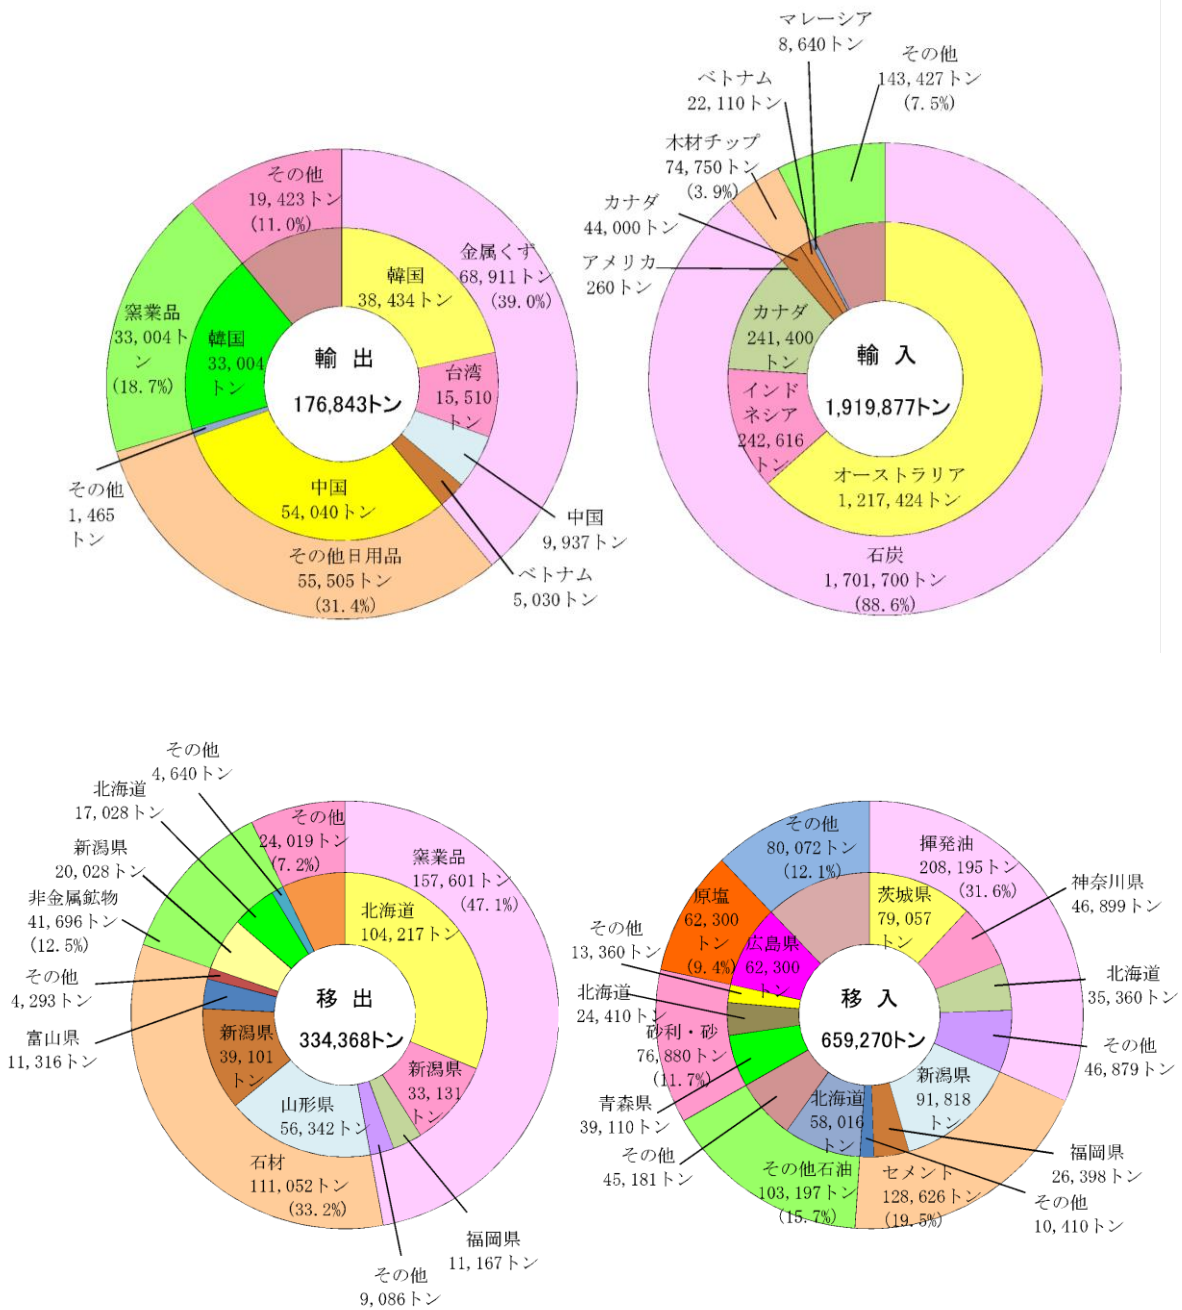 輸 出
176,843トン
金属くず
68,911トン
(39.0%)
韓国
38,434トン
台湾
15,510
トン
中国
9,937トン
ベトナム
5,030トン
その他日用品
55,505トン
(31.4%)
中国
54,040トン
その他
1,465
トン
窯業品
33,004ト
ン
(18.7%)
韓国
33,004
トン
その他
19,423トン
(11.0%)
輸 入
1,919,877トン
石炭
1,701,700トン
(88.6%)
オーストラリア
1,217,424トン
インド
ネシア
242,616
トン
カナダ
241,400
トン
アメリカ
260トン
カナダ
44,000トン
木材チップ
74,750トン
(3.9%)
ベトナム
22,110トン
マレーシア
8,640トン
その他
143,427トン
(7.5%)
移 出
334,368トン
窯業品
157,601トン
(47.1%)
北海道
104,217トン
新潟県
33,131
トン
福岡県
11,167トン
その他
9,086トン
石材
111,052トン
(33.2%)
山形県
56,342トン
新潟県
39,101
トン
富山県
11,316トン
その他
4,293トン
非金属鉱物
41,696トン
(12.5%)
新潟県
20,028トン
北海道
17,028トン
その他
4,640トン
その他
24,019トン
(7.2%)
移 入
659,270トン
揮発油
208,195トン
(31.6%)
茨城県
79,057
トン
神奈川県
46,899トン
北海道
35,360トン
その他
46,879トン
セメント
128,626トン
(19.5%)
新潟県
91,818
トン
福岡県
26,398トン
その他
10,410トン
その他石油
103,197トン
(15.7%)
北海道
58,016
トン
その他
45,181トン
砂利・砂
76,880トン
(11.7%)
青森県
39,110トン
北海道
24,410トン
その他
13,360トン
原塩
62,300
トン
(9.4%)
広島県
62,300
トン
その他
80,072トン
(12.1%)